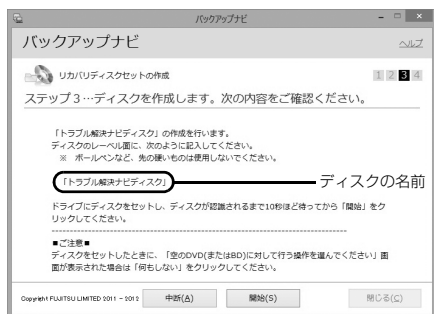 バックアップナビ
バックアップナビ
ヘルプ
リカバリディスクセットの作成
1 2 3 4
ステップ3…ディスクを作成します。次の内容をご確認ください。
「トラブル解決ナビディスク」の作成を行います。
ディスクのレーベル面に、次のように記入してください。
※ ボールペンなど、先の硬いものは使用しないでください。
「トラブル解決ナビディスク」
ディスクの名前
ドライブにディスクをセットし、ディスクが認識されるまで10秒ほど待ってから「開始」をク
リックしてください。
■ご注意■
ディスクをセットしたときに、「空のDVD(またはBD)に対して行う操作を選んでください」画
面が表示された場合は「何もしない」をクリックしてください。
Copyright FUJITSU LIMITED 2011 - 2012
中断(A)
開始(S)
閉じる(C)